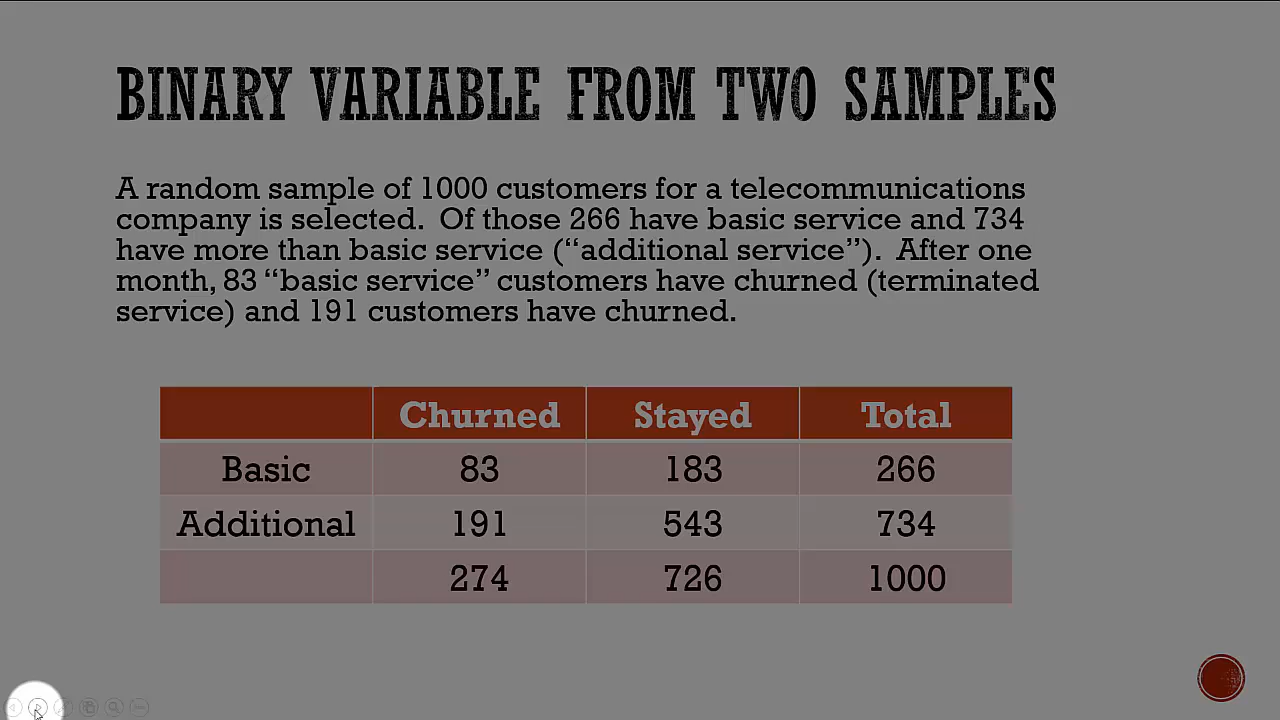 BINARY VARIABLE FROM TWO SAMPLES
A random sample of 1000 customers for a telecommunications
company is selected. Of those 266 have basic service and 734
have more than basic service (“additional service”). After one
month, 83 “basic service” customers have churned (terminated
service) and 191 customers have churned.
Churned Stayed Total
Basic 83 183 266
Additional 191 543 734
274 726 1000